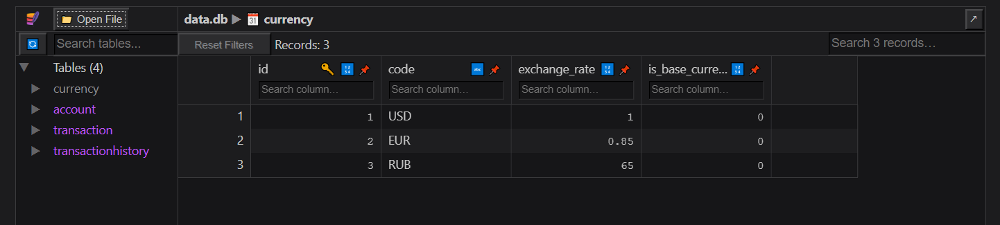 Open File
data.db ▶ currency
Search tables...
Reset Filters
Records: 3
Search 3 records...
Tables (4)
currency
account
transaction
transactionhistory
id code exchange_rate is_base_curre...
Search column... Search column... Search column... Search column...
1 1 USD 1 0
2 2 EUR 0.85 0
3 3 RUB 65 0